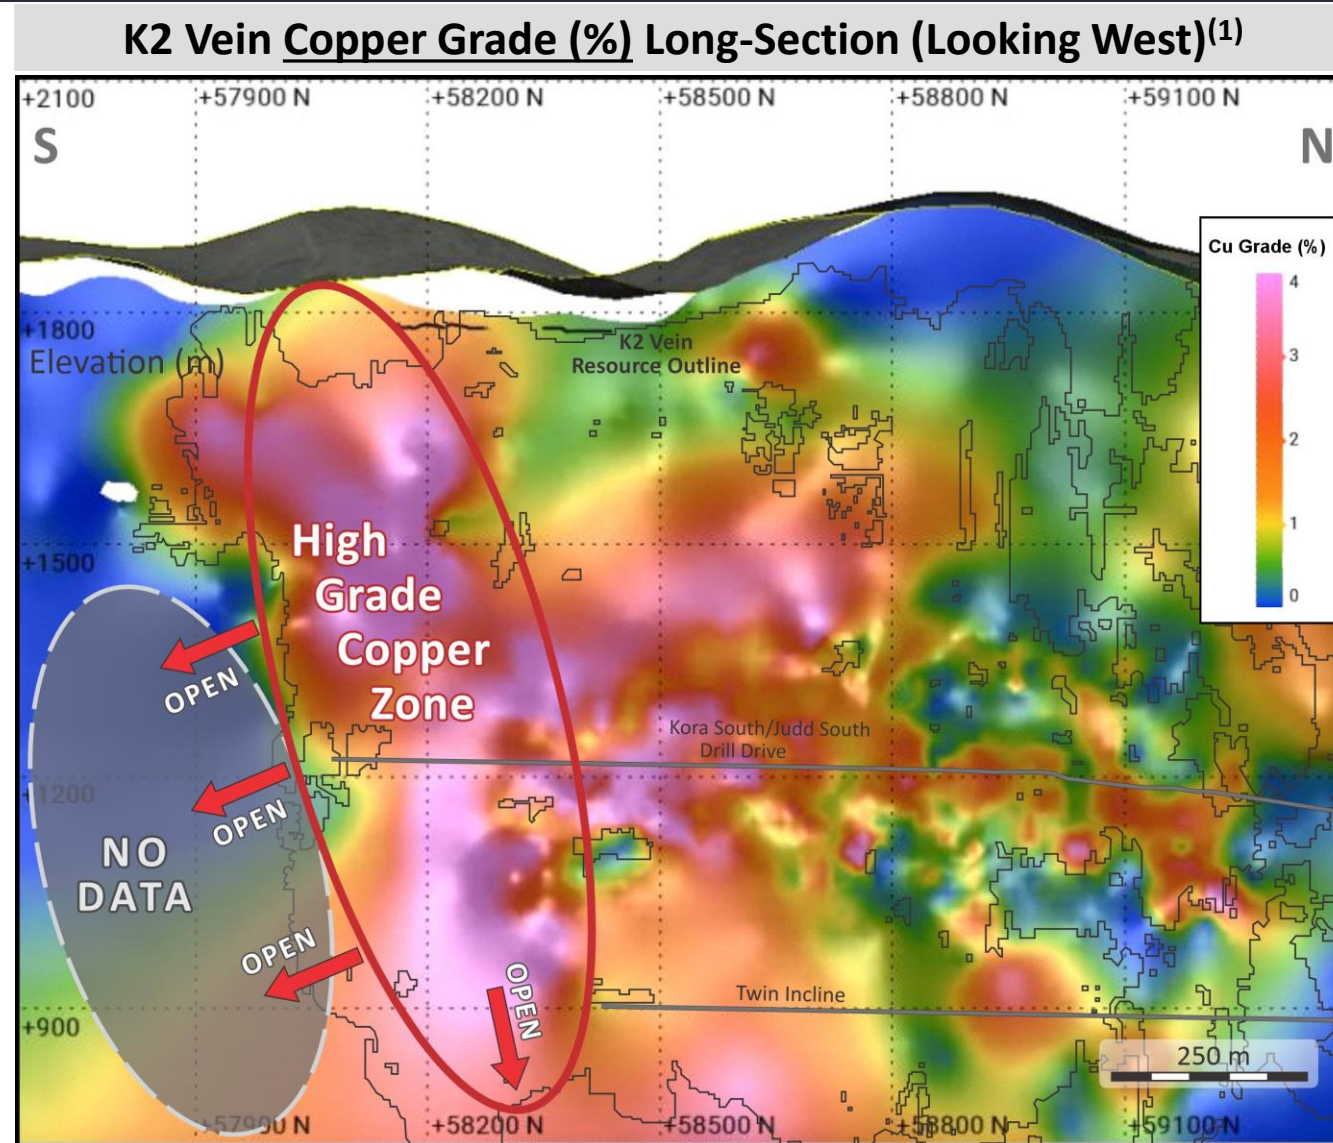 K2 Vein Copper Grade (%) Long-Section (Looking West)(1)
+2100
+57900 N
+58200 N
+58500 N
+58800 N
+59100 N
S
N
Cu Grade (%)
4
3
2
1
0
+1800
Elevation (m)
K2 Vein
Resource Outline
+1500
High
Grade
Copper
Zone
OPEN
Kora South/Judd South
Drill Drive
+1200
OPEN
NO
DATA
OPEN
OPEN
Twin Incline
+900
250 m
+57900 N
+58200 N
+58500 N
+58800 N
+59100 N